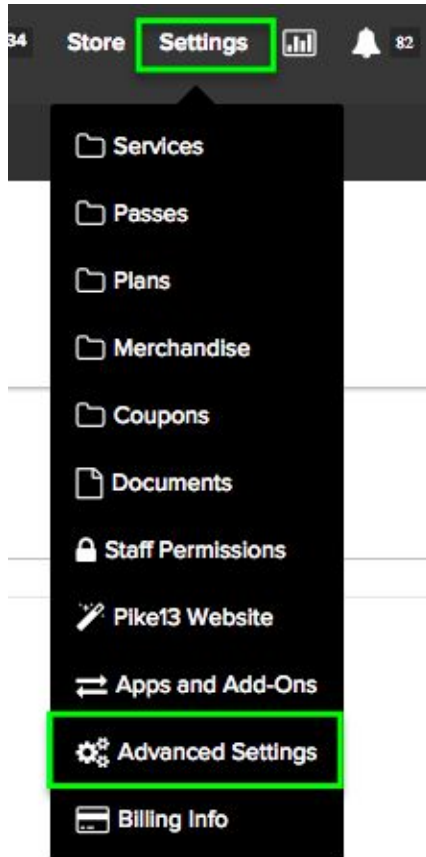 34 Store Settings 82
Services
Passes
Plans
Merchandise
Coupons
Documents
Staff Permissions
Pike13 Website
Apps and Add-Ons
Advanced Settings
Billing Info